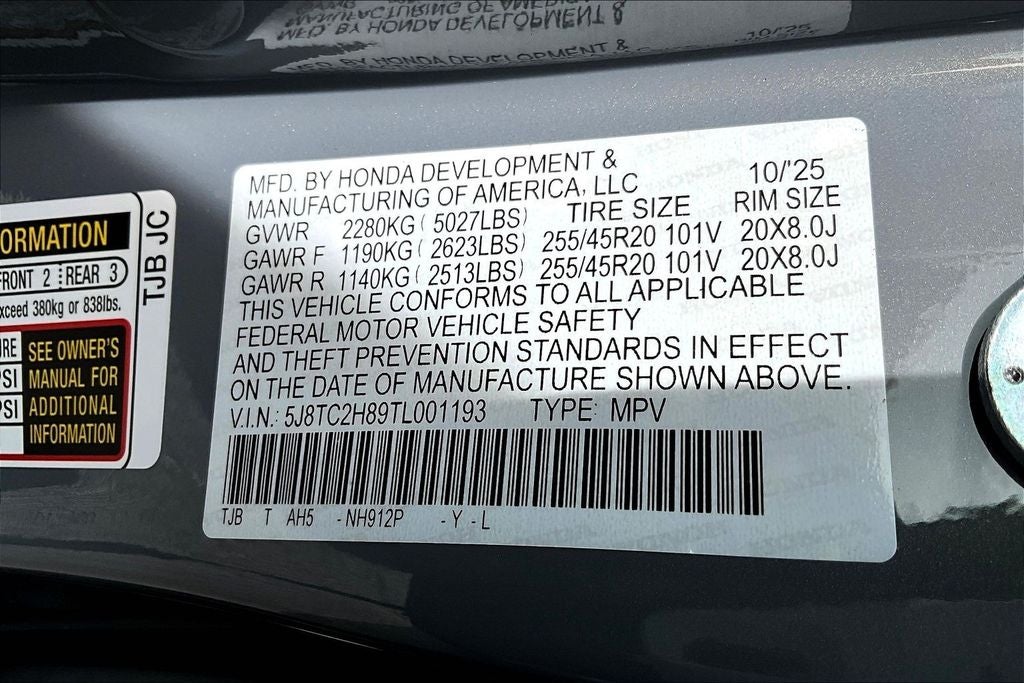 MFD. BY HONDA DEVELOPMENT &
MANUFACTURING OF AMERICA, LLC 10/'25
GVWR 2280KG ( 5027LBS) TIRE SIZE RIM SIZE
GAWR F 1190KG ( 2623LBS) 255/45R20 101V 20X8.0J
GAWR R 1140KG ( 2513LBS) 255/45R20 101V 20X8.0J
THIS VEHICLE CONFORMS TO ALL APPLICABLE
FEDERAL MOTOR VEHICLE SAFETY
AND THEFT PREVENTION STANDARDS IN EFFECT
ON THE DATE OF MANUFACTURE SHOWN ABOVE.
V.I.N.: 5J8TC2H89TL001193 TYPE: MPV
TJB T AH5 -NH912P -Y -L
ORMATION
FRONT 2 REAR 3
xceed 380kg or 838lbs.
TJB JC
SEE OWNER'S
MANUAL FOR
ADDITIONAL
INFORMATION
URE
PSI
PSI